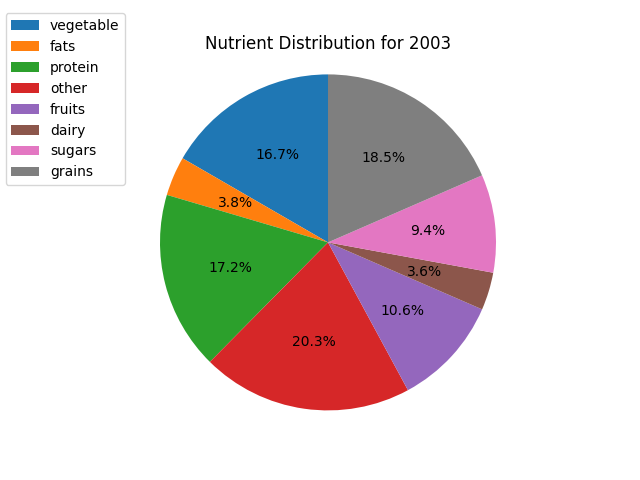 Nutrient Distribution for 2003
vegetable
fats
protein
other
fruits
dairy
sugars
grains
16.7%
18.5%
3.8%
9.4%
17.2%
3.6%
10.6%
20.3%